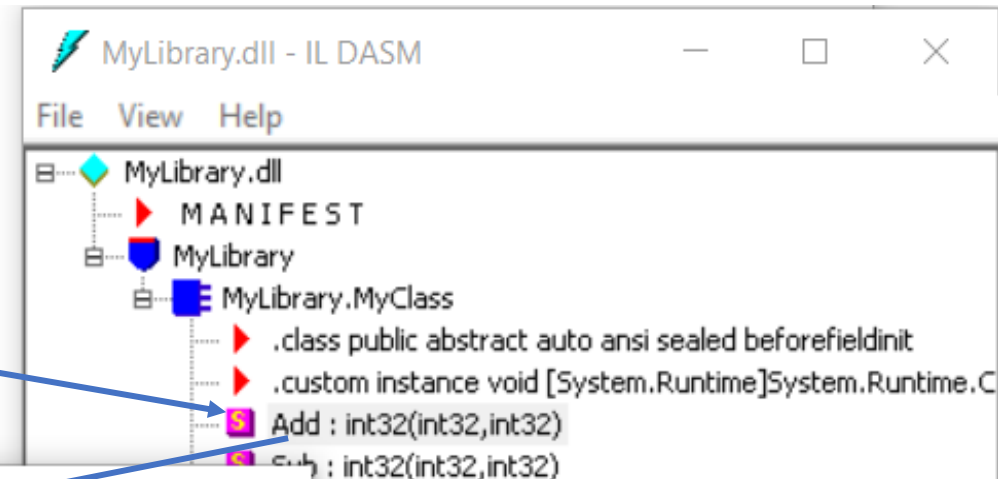 MyLibrary.dll - IL DASM
File View Help
MyLibrary.dll
M A N I F E S T
MyLibrary
MyLibrary.MyClass
.class public abstract auto ansi sealed beforefieldinit
.custom instance void [System.Runtime]System.Runtime.C
S Add : int32(int32,int32)
S Sub : int32(int32,int32)